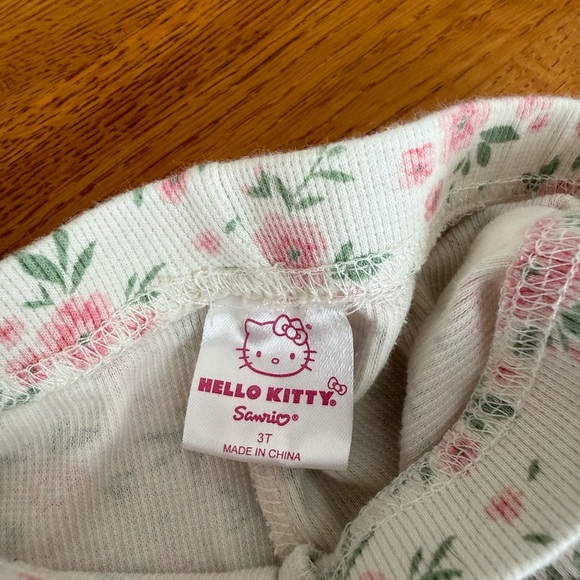 HELLO KITTY®
Sanrio®
3T
MADE IN CHINA